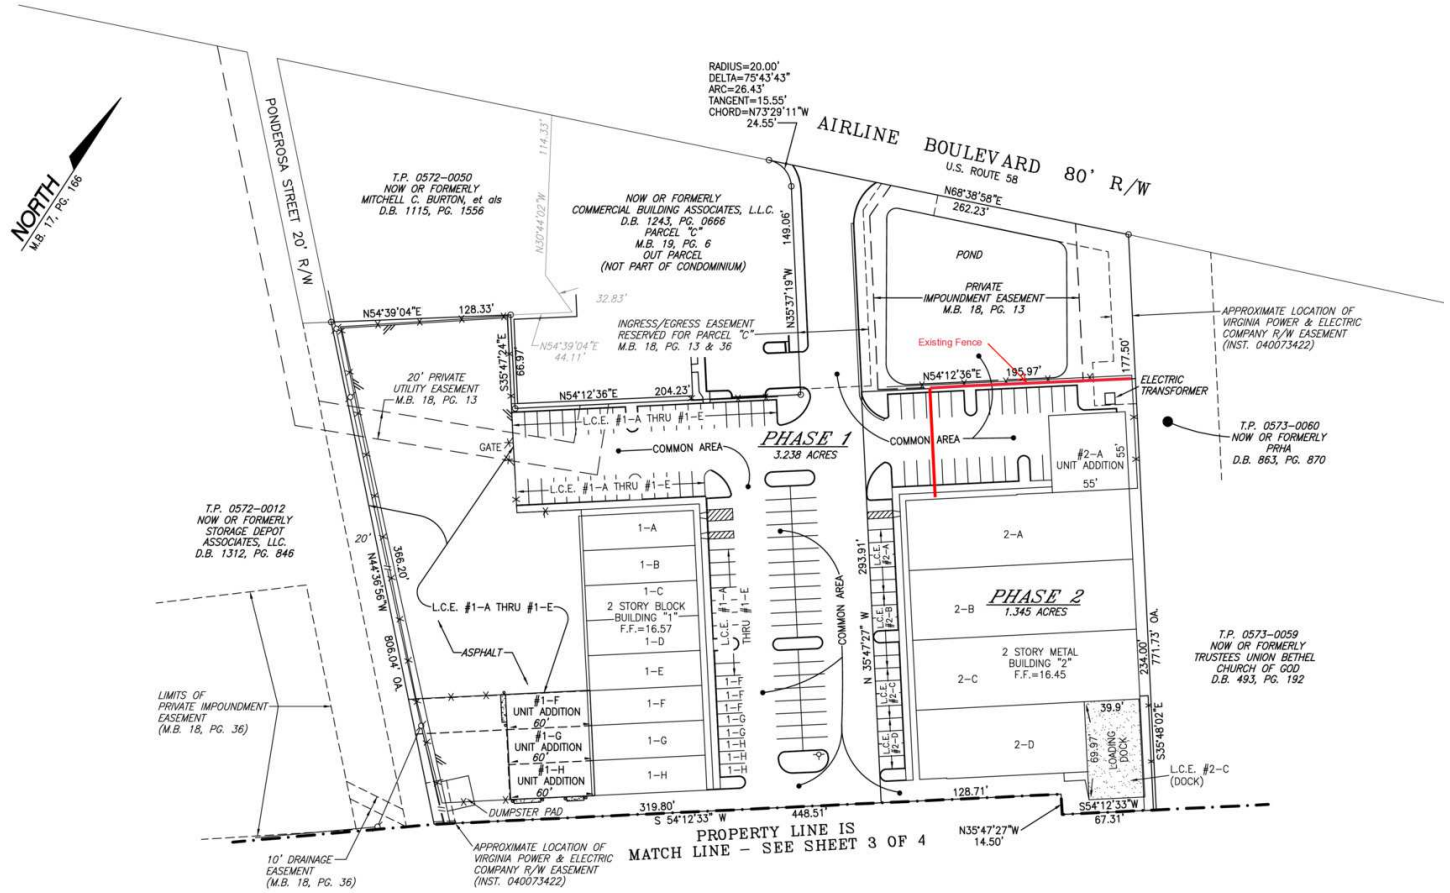 RADIUS=20.00'
DELTA=75°43'43"
ARC=26.43'
TANGENT=15.55'
CHORD=N73°29'11"W
24.55'
AIRLINE BOULEVARD 80' R/W
U.S. ROUTE 58
N68°38'58"E
262.23'
NORTH
M.B. 17, PG. 166
PONDEROSA STREET 20' R/W
T.P. 0572-0050
NOW OR FORMERLY
MITCHELL C. BURTON, et als
D.B. 1115, PG. 1556
114.33'
N30°44'02"W
32.83'
N54°39'04"E
44.11'
NOW OR FORMERLY
COMMERCIAL BUILDING ASSOCIATES, L.L.C.
D.B. 1243, PG. 0666
PARCEL "C"
M.B. 19, PG. 6
OUT PARCEL
(NOT PART OF CONDOMINIUM)
149.06'
N35°37'19"W
POND
PRIVATE
IMPOUNDMENT EASEMENT
M.B. 18, PG. 13
INGRESS/EGRESS EASEMENT
RESERVED FOR PARCEL "C"
M.B. 18, PG. 13 & 36
Existing Fence
APPROXIMATE LOCATION OF
VIRGINIA POWER & ELECTRIC
COMPANY R/W EASEMENT
(INST. 040073422)
177.50'
N54°39'04"E 128.33'
S35°47'24"E
66.97'
N54°12'36"E 204.23'
N54°12'36"E 195.97'
ELECTRIC
TRANSFORMER
20' PRIVATE
UTILITY EASEMENT
M.B. 18, PG. 13
GATE
L.C.E. #1-A THRU #1-E
COMMON AREA
L.C.E. #1-A THRU #1-E
PHASE 1
3.238 ACRES
COMMON AREA
#2-A
UNIT ADDITION
55'
55'
T.P. 0573-0060
NOW OR FORMERLY
PRHA
D.B. 863, PG. 870
T.P. 0572-0012
NOW OR FORMERLY
STORAGE DEPOT
ASSOCIATES, LLC.
D.B. 1312, PG. 846
20'
366.20'
N44°36'56"W
806.04' OA.
L.C.E. #1-A THRU #1-E
ASPHALT
1-A
1-B
1-C
2 STORY BLOCK
BUILDING "1"
F.F.=16.57
1-D
1-E
1-F
1-G
1-H
L.C.E. #1-A
THRU #1-E
1-F
1-F
1-G
1-G
1-H
1-H
1-H
COMMON AREA
293.91'
N 35°47'27" W
L.C.E.
#2-A
L.C.E.
#2-B
L.C.E.
#2-C
L.C.E.
#2-D
2-A
PHASE 2
1.345 ACRES
2-B
2 STORY METAL
BUILDING "2"
F.F.=16.45
2-C
2-D
234.00'
771.73' OA.
S35°48'02"E
39.9'
69.97'
LOADING
DOCK
L.C.E. #2-C
(DOCK)
T.P. 0573-0059
NOW OR FORMERLY
TRUSTEES UNION BETHEL
CHURCH OF GOD
D.B. 493, PG. 192
LIMITS OF
PRIVATE IMPOUNDMENT
EASEMENT
(M.B. 18, PG. 36)
#1-F
UNIT ADDITION
60'
#1-G
UNIT ADDITION
60'
#1-H
UNIT ADDITION
60'
DUMPSTER PAD
319.80'
S 54°12'33" W
448.51'
128.71'
S54°12'33"W
67.31'
N35°47'27"W
14.50'
PROPERTY LINE IS
MATCH LINE - SEE SHEET 3 OF 4
10' DRAINAGE
EASEMENT
(M.B. 18, PG. 36)
APPROXIMATE LOCATION OF
VIRGINIA POWER & ELECTRIC
COMPANY R/W EASEMENT
(INST. 040073422)